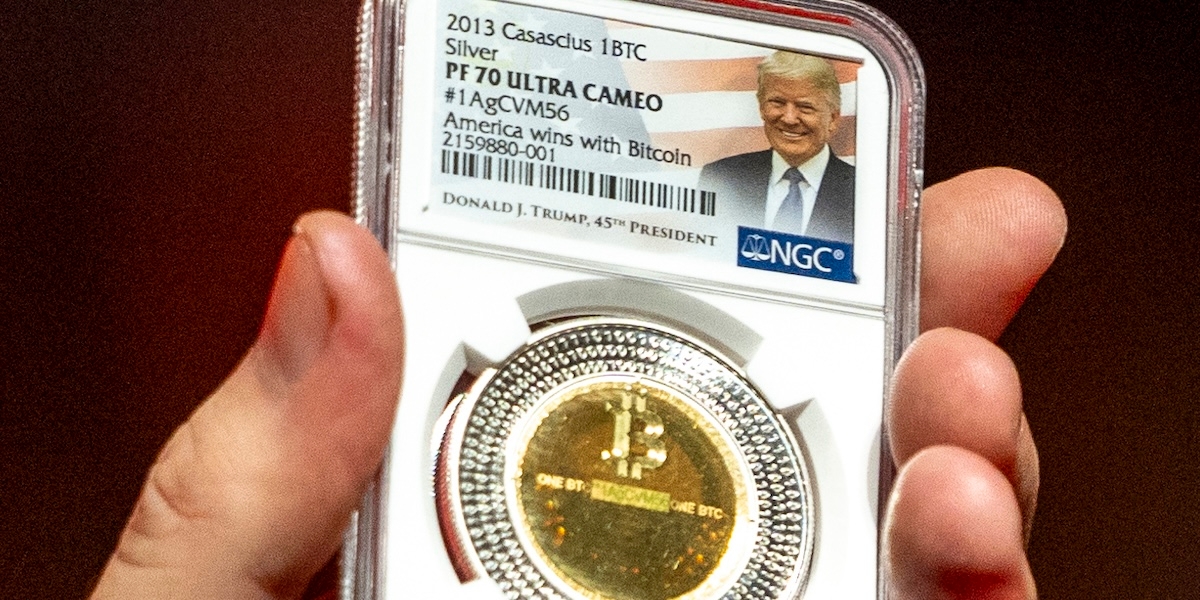 2013 Casascius 1BTC
Silver
PF 70 ULTRA CAMEO
#1AgCVM56
America wins with Bitcoin
2159880-001
DONALD J. TRUMP, 45TH PRESIDENT
NGC®
B
ONE BTC 1AgCVM56 ONE BTC